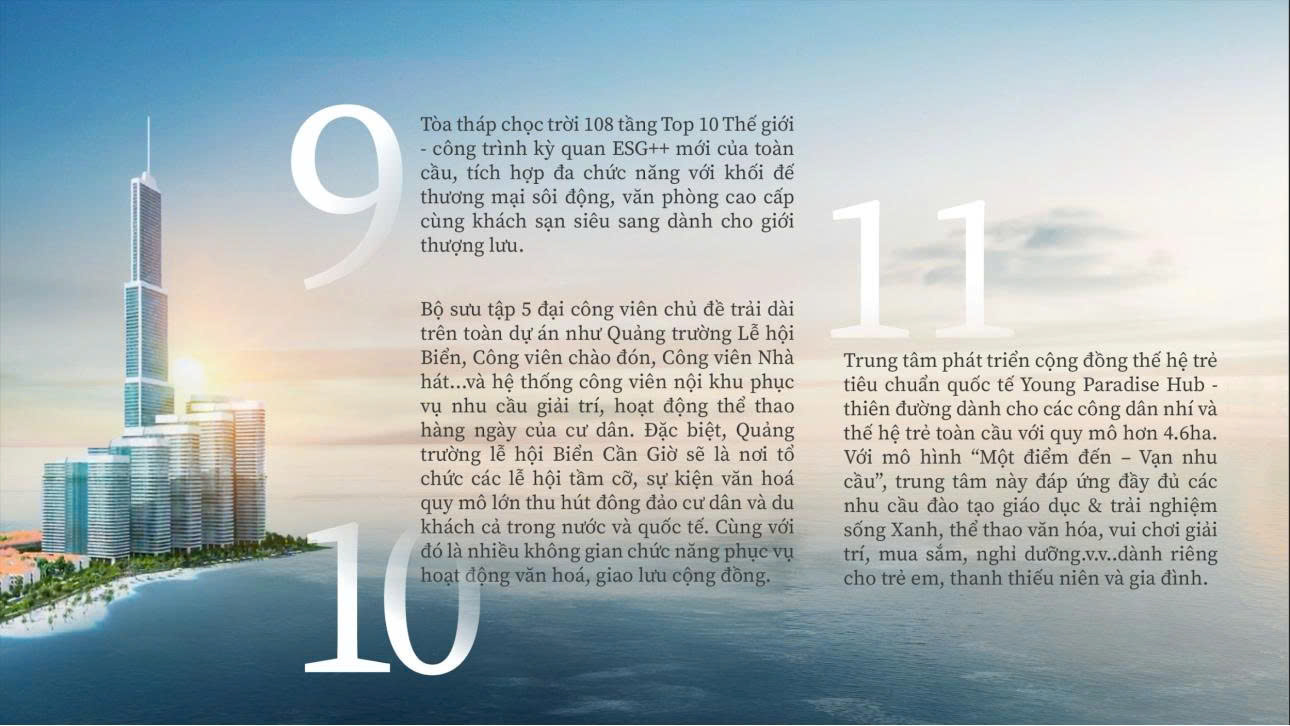 9
Tòa tháp chọc trời 108 tầng Top 10 Thế giới
- công trình kỳ quan ESG++ mới của toàn
cầu, tích hợp đa chức năng với khối đế
thương mại sôi động, văn phòng cao cấp
cùng khách sạn siêu sang dành cho giới
thượng lưu.
10
Bộ sưu tập 5 đại công viên chủ đề trải dài
trên toàn dự án như Quảng trường Lễ hội
Biển, Công viên chào đón, Công viên Nhà
hát...và hệ thống công viên nội khu phục
vụ nhu cầu giải trí, hoạt động thể thao
hàng ngày của cư dân. Đặc biệt, Quảng
trường lễ hội Biển Cần Giờ sẽ là nơi tổ
chức các lễ hội tầm cỡ, sự kiện văn hoá
quy mô lớn thu hút đông đảo cư dân và du
khách cả trong nước và quốc tế. Cùng với
đó là nhiều không gian chức năng phục vụ
hoạt động văn hoá, giao lưu cộng đồng.
11
Trung tâm phát triển cộng đồng thế hệ trẻ
tiêu chuẩn quốc tế Young Paradise Hub -
thiên đường dành cho các công dân nhí và
thế hệ trẻ toàn cầu với quy mô hơn 4.6ha.
Với mô hình “Một điểm đến – Vạn nhu
cầu”, trung tâm này đáp ứng đầy đủ các
nhu cầu đào tạo giáo dục & trải nghiệm
sống Xanh, thể thao văn hóa, vui chơi giải
trí, mua sắm, nghỉ dưỡng.v.v..dành riêng
cho trẻ em, thanh thiếu niên và gia đình.